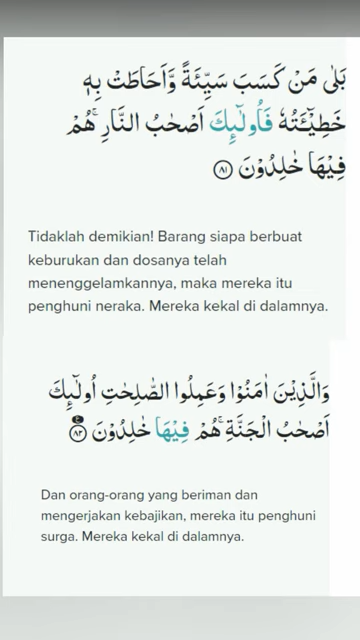 بَلٰى مَنْ كَسَبَ سَيِّئَةً وَّاَحَاطَتْ بِهٖ
خَطِيْۤـَٔتُهٗ فَاُولٰۤىِٕكَ اَصْحٰبُ النَّارِ ۚ هُمْ
فِيْهَا خٰلِدُوْنَ ٨١
Tidaklah demikian! Barang siapa berbuat
keburukan dan dosanya telah
menenggelamkannya, maka mereka itu
penghuni neraka. Mereka kekal di dalamnya.
وَالَّذِيْنَ اٰمَنُوْا وَعَمِلُوا الصّٰلِحٰتِ اُولٰۤىِٕكَ
اَصْحٰبُ الْجَنَّةِ ۚ هُمْ فِيْهَا خٰلِدُوْنَ ࣖ ٨٢
Dan orang-orang yang beriman dan
mengerjakan kebajikan, mereka itu penghuni
surga. Mereka kekal di dalamnya.